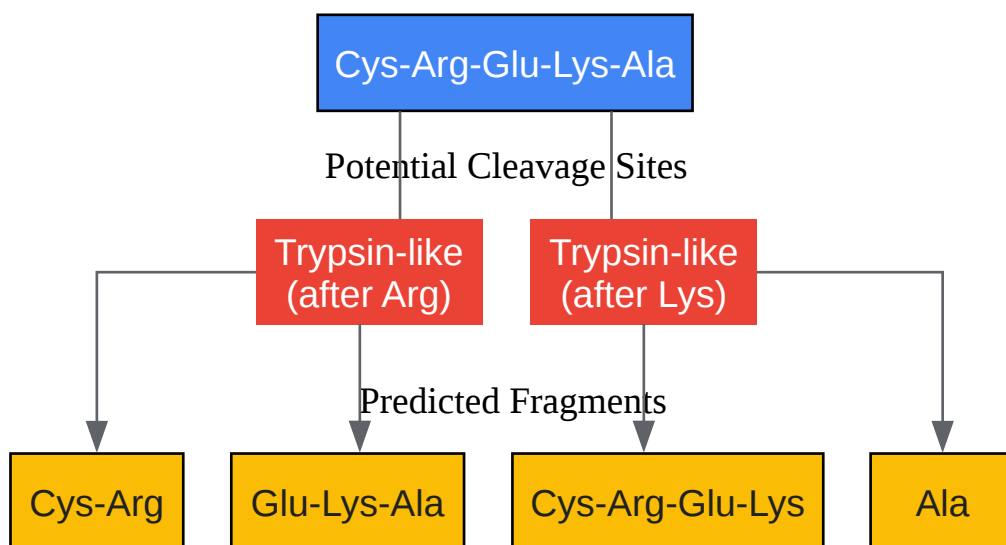 Cys-Arg-Glu-Lys-Ala
Potential Cleavage Sites
Trypsin-like
(after Arg)
Trypsin-like
(after Lys)
Predicted Fragments
Cys-Arg
Glu-Lys-Ala
Cys-Arg-Glu-Lys
Ala